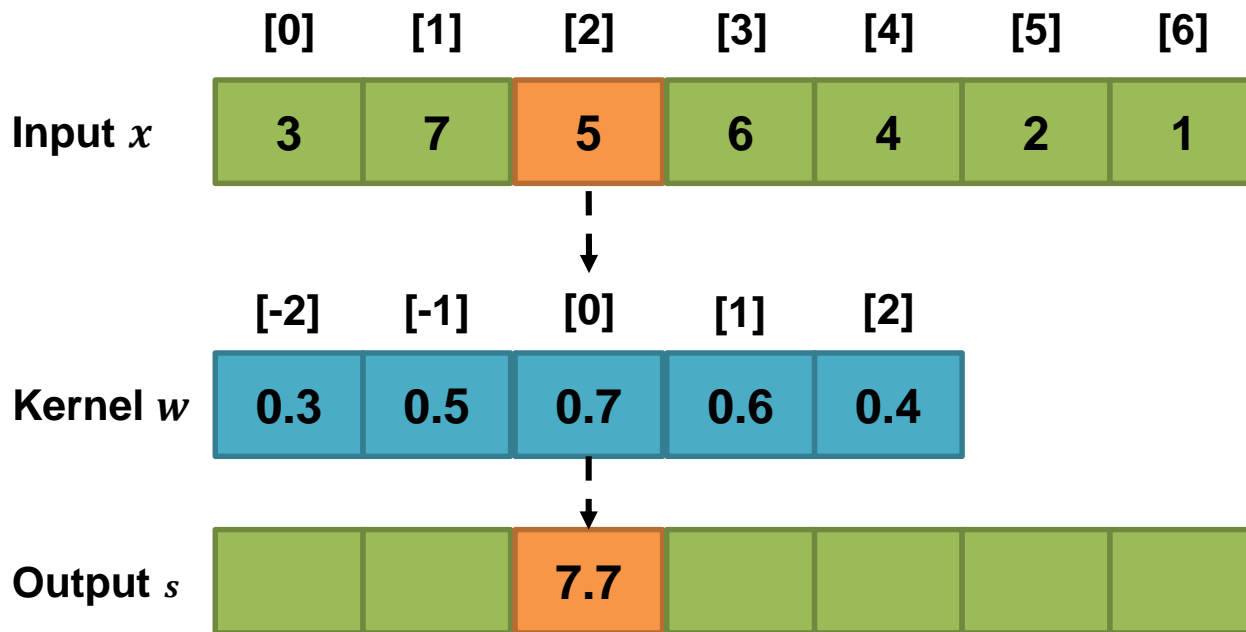 [0] [1] [2] [3] [4] [5] [6]
Input x 3 7 5 6 4 2 1
[-2] [-1] [0] [1] [2]
Kernel w 0.3 0.5 0.7 0.6 0.4
Output s 7.7